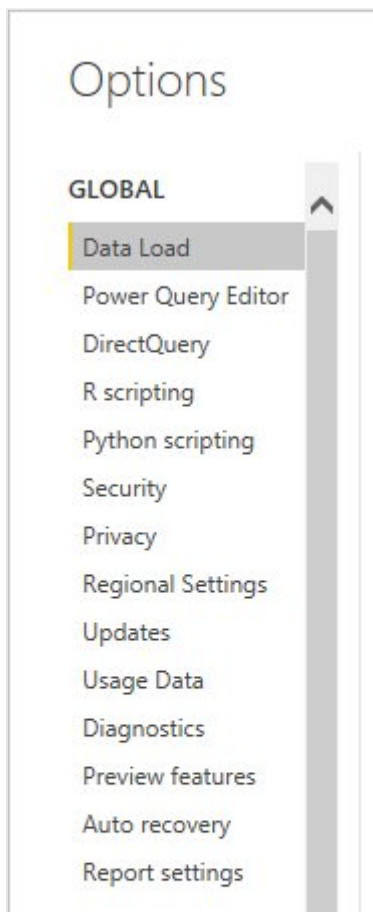 Options
GLOBAL
Data Load
Power Query Editor
DirectQuery
R scripting
Python scripting
Security
Privacy
Regional Settings
Updates
Usage Data
Diagnostics
Preview features
Auto recovery
Report settings